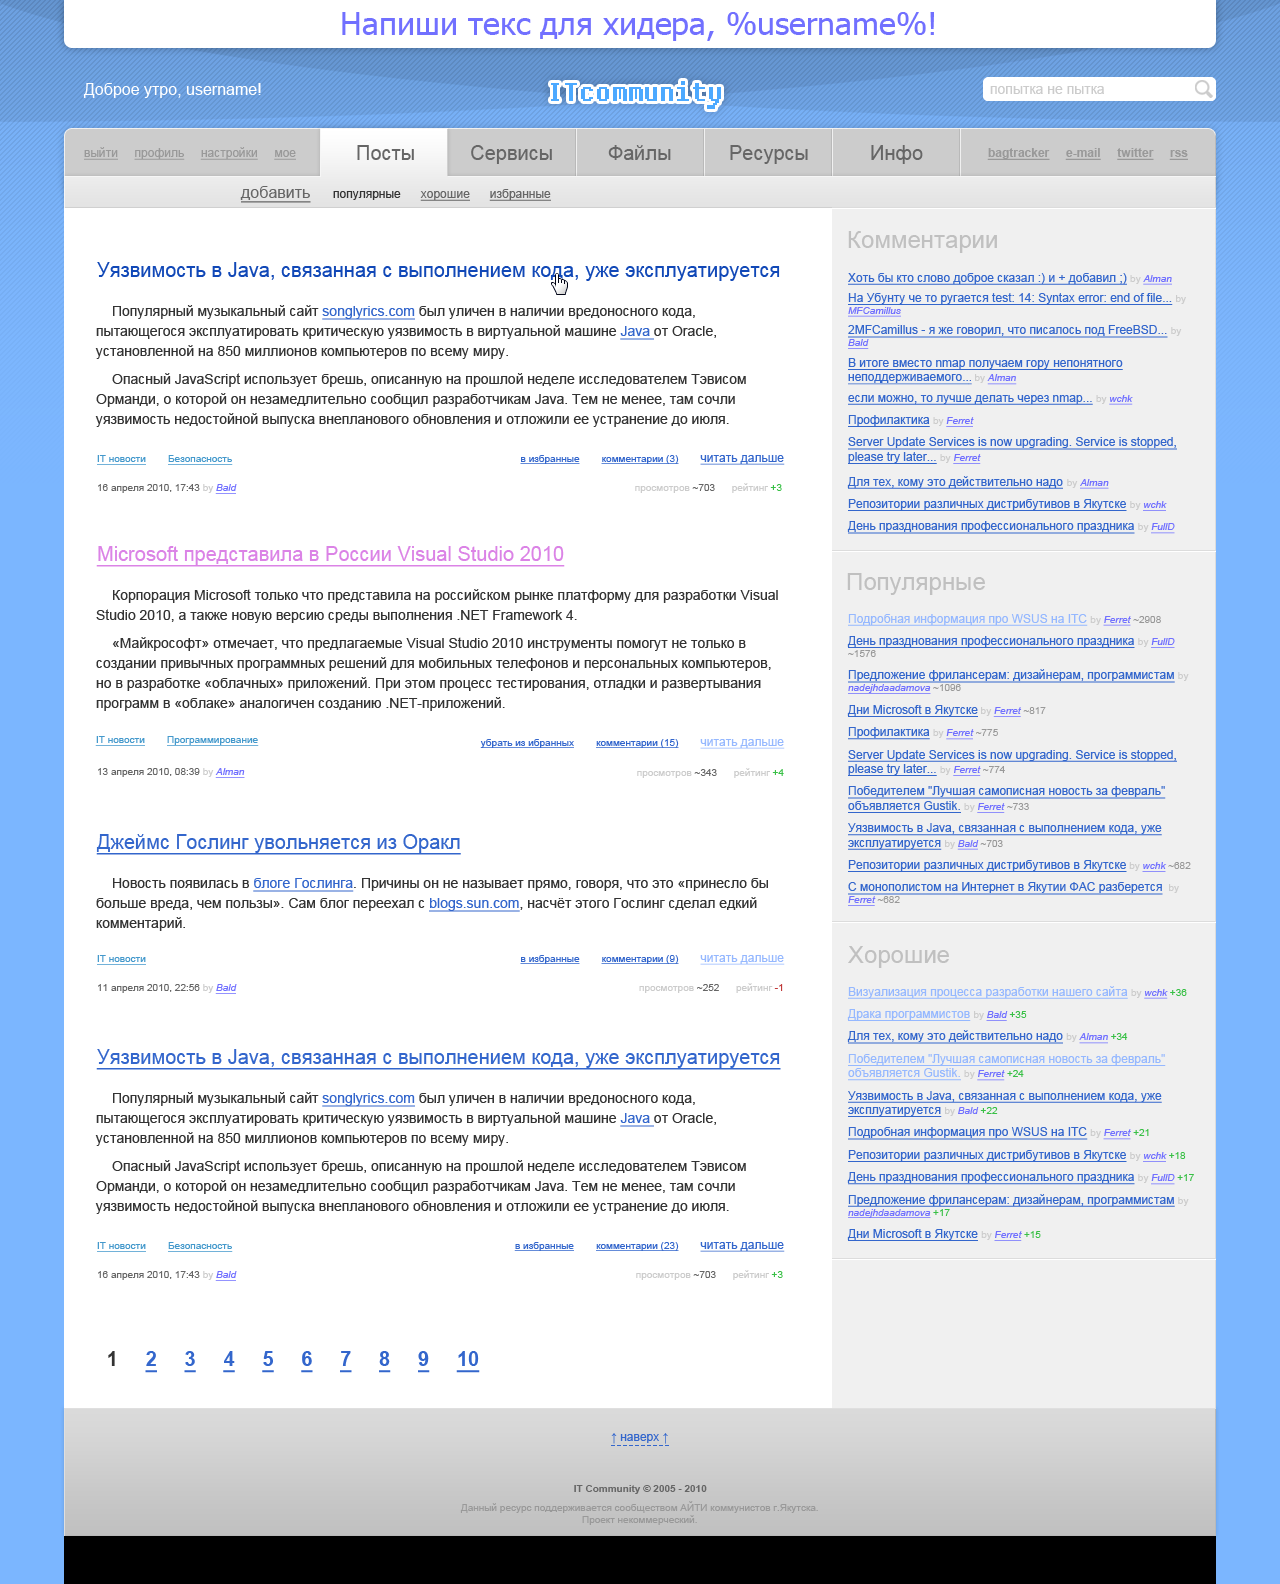 Напиши текс для хидера, %username%!
Доброе утро, username!
ITcommunity
попытка не пытка
выйти профиль настройки мое
Посты Сервисы Файлы Ресурсы Инфо
bagtracker e-mail twitter rss
добавить популярные хорошие избранные
Уязвимость в Java, связанная с выполнением кода, уже эксплуатируется
Популярный музыкальный сайт songlyrics.com был уличен в наличии вредоносного кода,
пытающегося эксплуатировать критическую уязвимость в виртуальной машине Java от Oracle,
установленной на 850 миллионов компьютеров по всему миру.
Опасный JavaScript использует брешь, описанную на прошлой неделе исследователем Тэвисом
Орманди, о которой он незамедлительно сообщил разработчикам Java. Тем не менее, там сочли
уязвимость недостойной выпуска внепланового обновления и отложили ее устранение до июля.
IT новости Безопасность в избранные комментарии (3) читать дальше
16 апреля 2010, 17:43 by Bald просмотров ~703 рейтинг +3
Microsoft представила в России Visual Studio 2010
Корпорация Microsoft только что представила на российском рынке платформу для разработки Visual
Studio 2010, а также новую версию среды выполнения .NET Framework 4.
«Майкрософт» отмечает, что предлагаемые Visual Studio 2010 инструменты помогут не только в
создании привычных программных решений для мобильных телефонов и персональных компьютеров,
но в разработке «облачных» приложений. При этом процесс тестирования, отладки и развертывания
программ в «облаке» аналогичен созданию .NET-приложений.
IT новости Программирование убрать из ибранных комментарии (15) читать дальше
13 апреля 2010, 08:39 by Alman просмотров ~343 рейтинг +4
Джеймс Гослинг увольняется из Оракл
Новость появилась в блоге Гослинга. Причины он не называет прямо, говоря, что это «принесло бы
больше вреда, чем пользы». Сам блог переехал с blogs.sun.com, насчёт этого Гослинг сделал едкий
комментарий.
IT новости в избранные комментарии (9) читать дальше
11 апреля 2010, 22:56 by Bald просмотров ~252 рейтинг -1
Уязвимость в Java, связанная с выполнением кода, уже эксплуатируется
Популярный музыкальный сайт songlyrics.com был уличен в наличии вредоносного кода,
пытающегося эксплуатировать критическую уязвимость в виртуальной машине Java от Oracle,
установленной на 850 миллионов компьютеров по всему миру.
Опасный JavaScript использует брешь, описанную на прошлой неделе исследователем Тэвисом
Орманди, о которой он незамедлительно сообщил разработчикам Java. Тем не менее, там сочли
уязвимость недостойной выпуска внепланового обновления и отложили ее устранение до июля.
IT новости Безопасность в избранные комментарии (23) читать дальше
16 апреля 2010, 17:43 by Bald просмотров ~703 рейтинг +3
1 2 3 4 5 6 7 8 9 10
Комментарии
Хоть бы кто слово доброе сказал :) и + добавил ;) by Alman
На Убунту че то ругается test: 14: Syntax error: end of file... by
MFCamillus
2MFCamillus - я же говорил, что писалось под FreeBSD... by
Bald
В итоге вместо nmap получаем гору непонятного
неподдерживаемого... by Alman
если можно, то лучше делать через nmap... by wchk
Профилактика by Ferret
Server Update Services is now upgrading. Service is stopped,
please try later... by Ferret
Для тех, кому это действительно надо by Alman
Репозитории различных дистрибутивов в Якутске by wchk
День празднования профессионального праздника by FullD
Популярные
Подробная информация про WSUS на ITC by Ferret ~2908
День празднования профессионального праздника by FullD
~1576
Предложение фрилансерам: дизайнерам, программистам by
nadejhdaadamova ~1096
Дни Microsoft в Якутске by Ferret ~817
Профилактика by Ferret ~775
Server Update Services is now upgrading. Service is stopped,
please try later... by Ferret ~774
Победителем "Лучшая самописная новость за февраль"
объявляется Gustik. by Ferret ~733
Уязвимость в Java, связанная с выполнением кода, уже
эксплуатируется by Bald ~703
Репозитории различных дистрибутивов в Якутске by wchk ~682
С монополистом на Интернет в Якутии ФАС разберется by
Ferret ~682
Хорошие
Визуализация процесса разработки нашего сайта by wchk +36
Драка программистов by Bald +35
Для тех, кому это действительно надо by Alman +34
Победителем "Лучшая самописная новость за февраль"
объявляется Gustik. by Ferret +24
Уязвимость в Java, связанная с выполнением кода, уже
эксплуатируется by Bald +22
Подробная информация про WSUS на ITC by Ferret +21
Репозитории различных дистрибутивов в Якутске by wchk +18
День празднования профессионального праздника by FullD +17
Предложение фрилансерам: дизайнерам, программистам by
nadejhdaadamova +17
Дни Microsoft в Якутске by Ferret +15
↑ наверх ↑
IT Community © 2005 - 2010
Данный ресурс поддерживается сообществом АЙТИ коммунистов г.Якутска.
Проект некоммерческий.